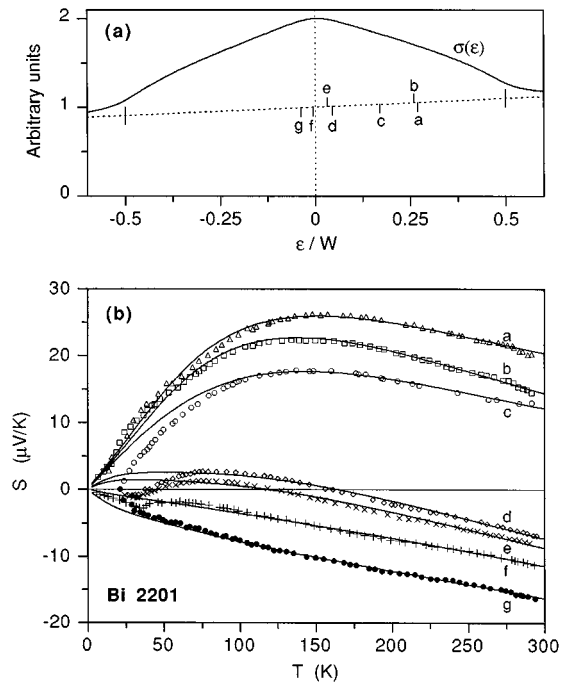 (a)
Arbitrary units
2
1
0
σ(ε)
e
b
g f d c a
-0.5 -0.25 0 0.25 0.5
ε / W
(b)
S (μV/K)
30
20
10
0
-10
-20
a
b
c
d
e
f
g
Bi 2201
0 50 100 150 200 250 300
T (K)